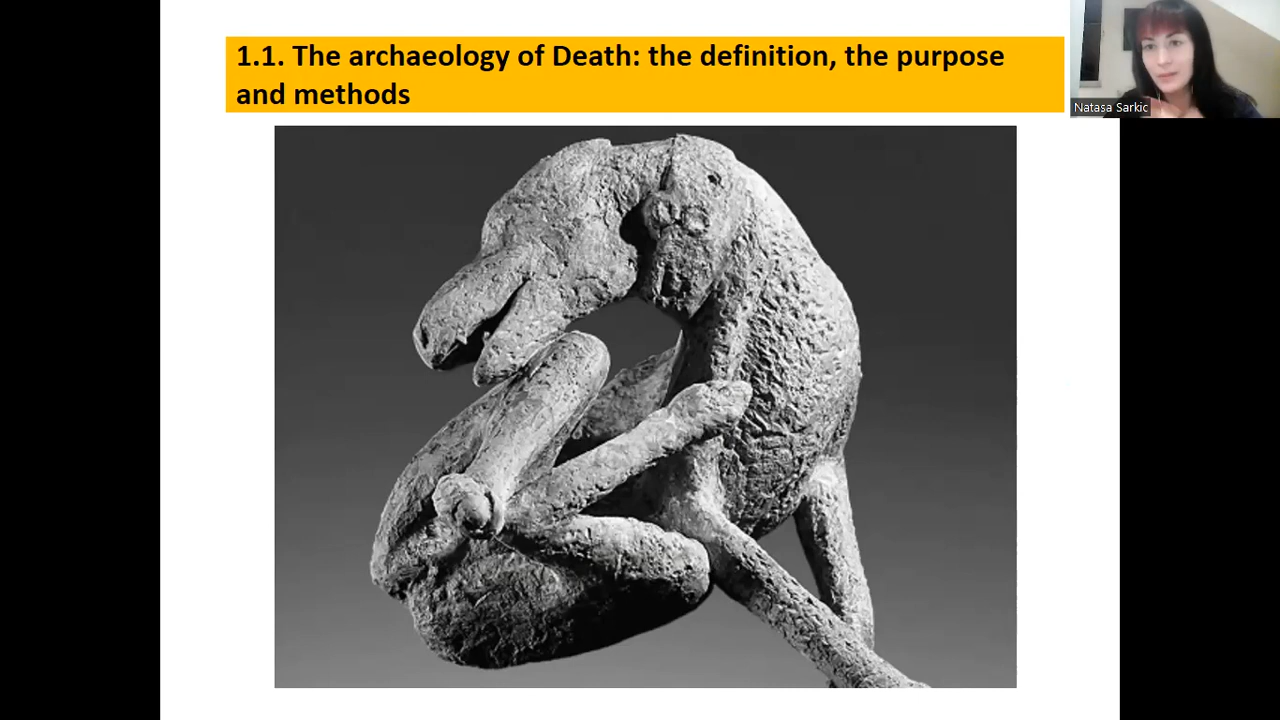 1.1. The archaeology of Death: the definition, the purpose
and methods
Natasa Sarkic